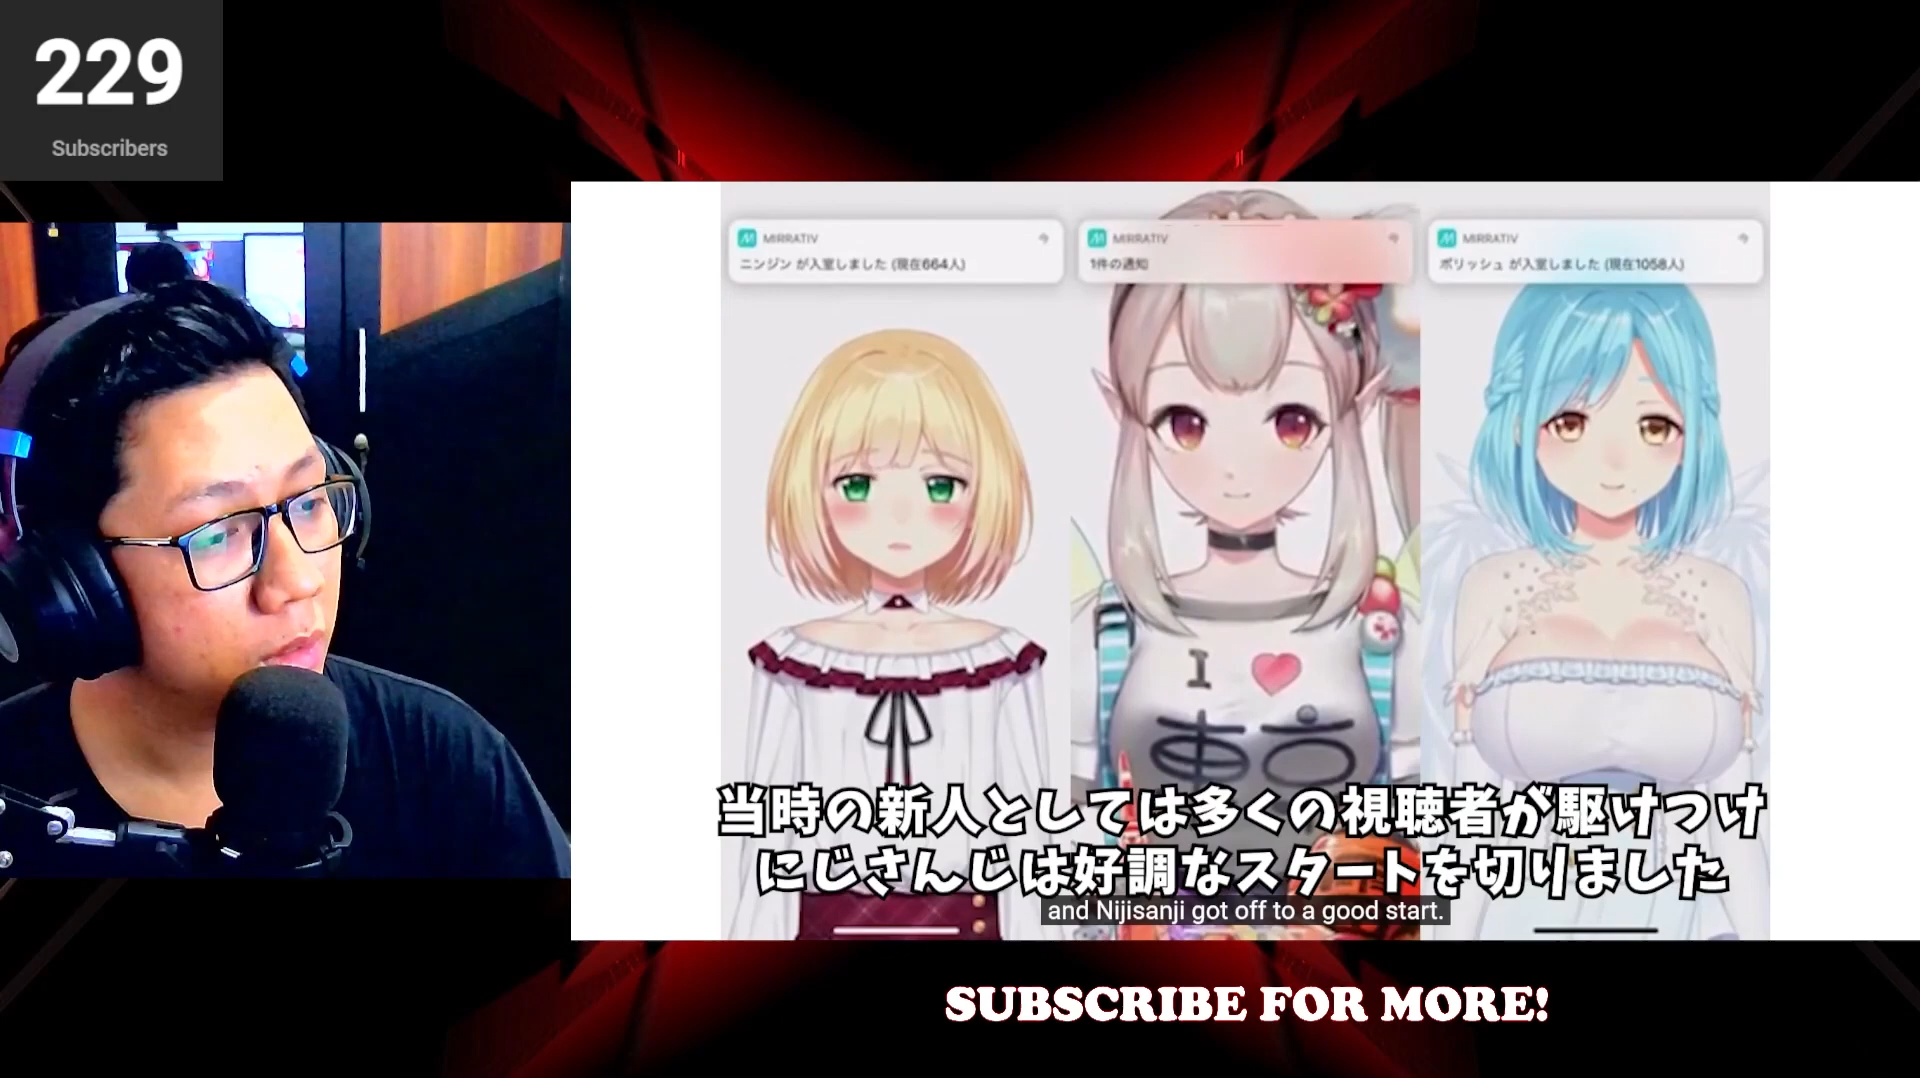 229
Subscribers
MIRRATIV
ニンジン が入室しました (現在664人)
MIRRATIV
1件の通知
MIRRATIV
ポリッシュ が入室しました (現在1058人)
I
東京
当時の新人としては多くの視聴者が駆けつけ
にじさんじは好調なスタートを切りました
and Nijisanji got off to a good start.
SUBSCRIBE FOR MORE!